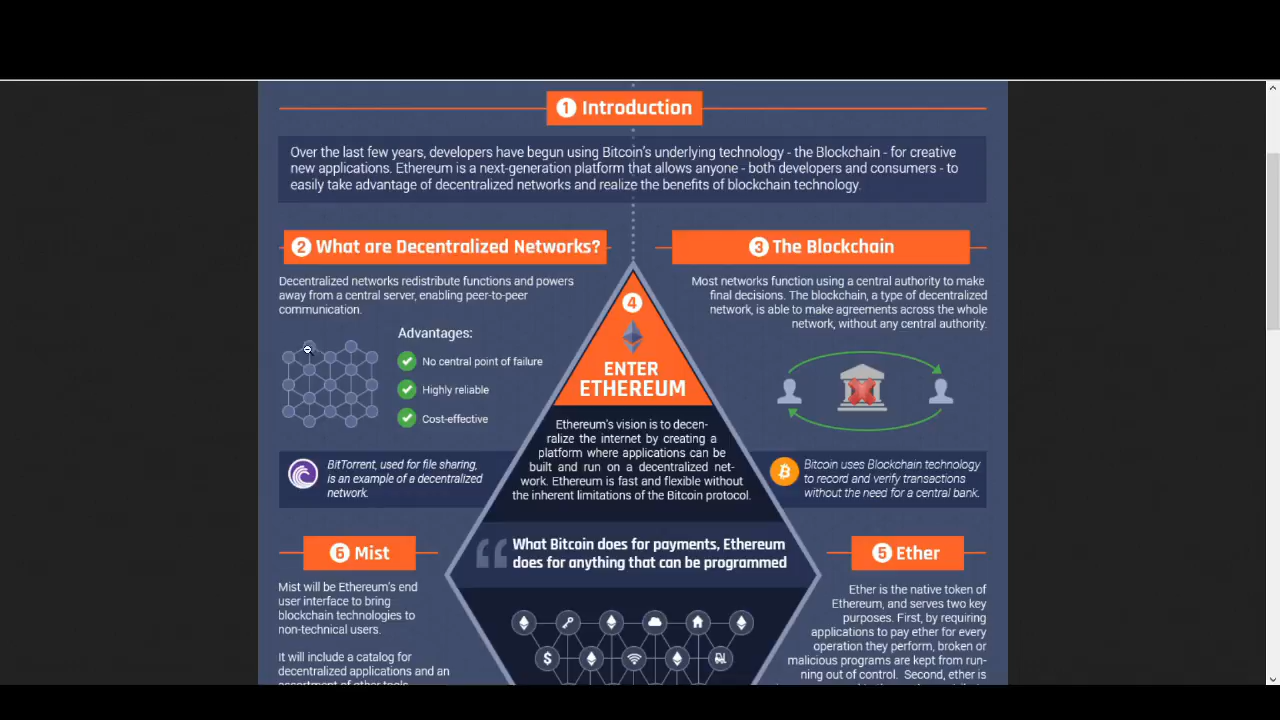 1 Introduction
Over the last few years, developers have begun using Bitcoin's underlying technology - the Blockchain - for creative
new applications. Ethereum is a next-generation platform that allows anyone - both developers and consumers - to
easily take advantage of decentralized networks and realize the benefits of blockchain technology.
2 What are Decentralized Networks?
Decentralized networks redistribute functions and powers
away from a central server, enabling peer-to-peer
communication.
Advantages:
No central point of failure
Highly reliable
Cost-effective
BitTorrent, used for file sharing,
is an example of a decentralized
network.
3 The Blockchain
Most networks function using a central authority to make
final decisions. The blockchain, a type of decentralized
network, is able to make agreements across the whole
network, without any central authority.
Bitcoin uses Blockchain technology
to record and verify transactions
without the need for a central bank.
4
ENTER
ETHEREUM
Ethereum's vision is to decen-
ralize the internet by creating a
platform where applications can be
built and run on a decentralized net-
work. Ethereum is fast and flexible without
the inherent limitations of the Bitcoin protocol.
What Bitcoin does for payments, Ethereum
does for anything that can be programmed
$
6 Mist
Mist will be Ethereum's end
user interface to bring
blockchain technologies to
non-technical users.
It will include a catalog for
decentralized applications and an
5 Ether
Ether is the native token of
Ethereum, and serves two key
purposes. First, by requiring
applications to pay ether for every
operation they perform, broken or
malicious programs are kept from run-
ning out of control. Second, ether is